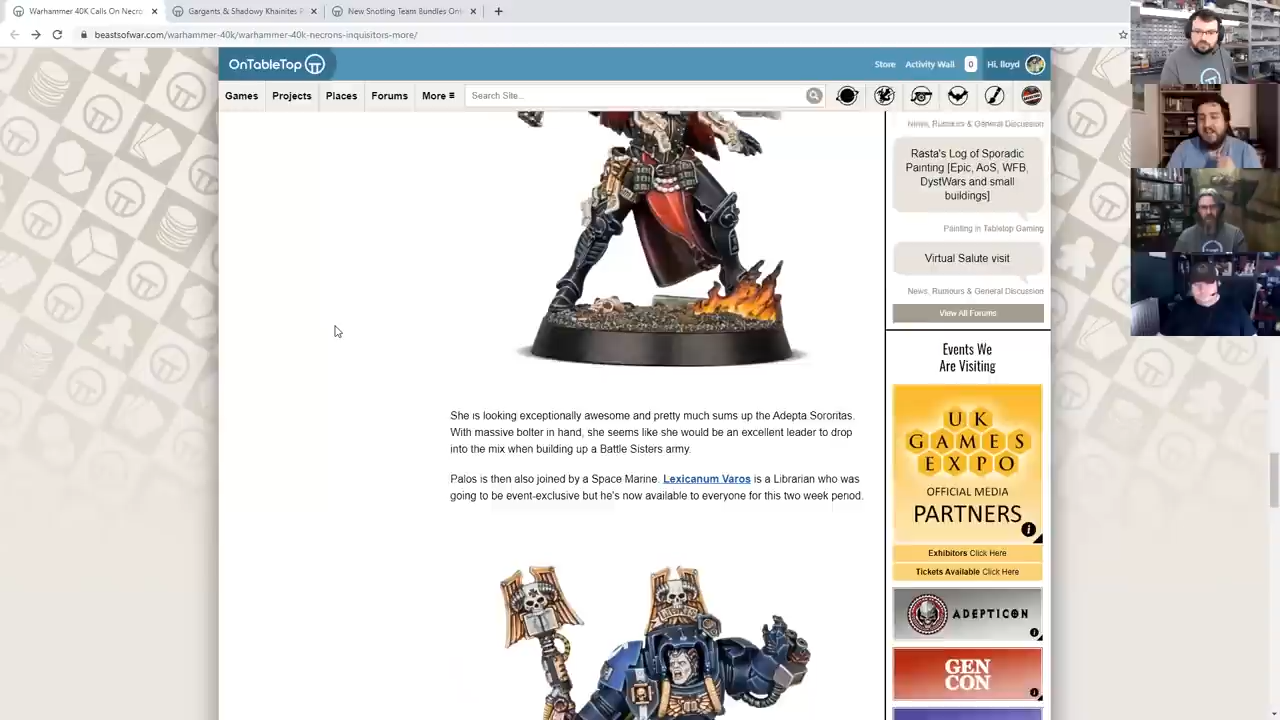 Warhammer 40K Calls On Necro
Gargants & Shadowy Khainites R
New Snotling Team Bundles On
beastsofwar.com/warhammer-40k/warhammer-40k-necrons-inquisitors-more/
OnTableTop
Store
Activity Wall
0
Hi, lloyd
Games
Projects
Places
Forums
More
Search Site...
News, Rumours & General Discussion
Rasta's Log of Sporadic
Painting [Epic, AoS, WFB,
DystWars and small
buildings]
Painting in Tabletop Gaming
Virtual Salute visit
News, Rumours & General Discussion
View All Forums
She is looking exceptionally awesome and pretty much sums up the Adepta Sororitas.
With massive bolter in hand, she seems like she would be an excellent leader to drop
into the mix when building up a Battle Sisters army.
Palos is then also joined by a Space Marine. Lexicanum Varos is a Librarian who was
going to be event-exclusive but he's now available to everyone for this two week period.
Events We
Are Visiting
UK
GAMES
EXPO
OFFICIAL MEDIA
PARTNERS
Exhibitors Click Here
Tickets Available Click Here
ADEPTICON
GEN
CON